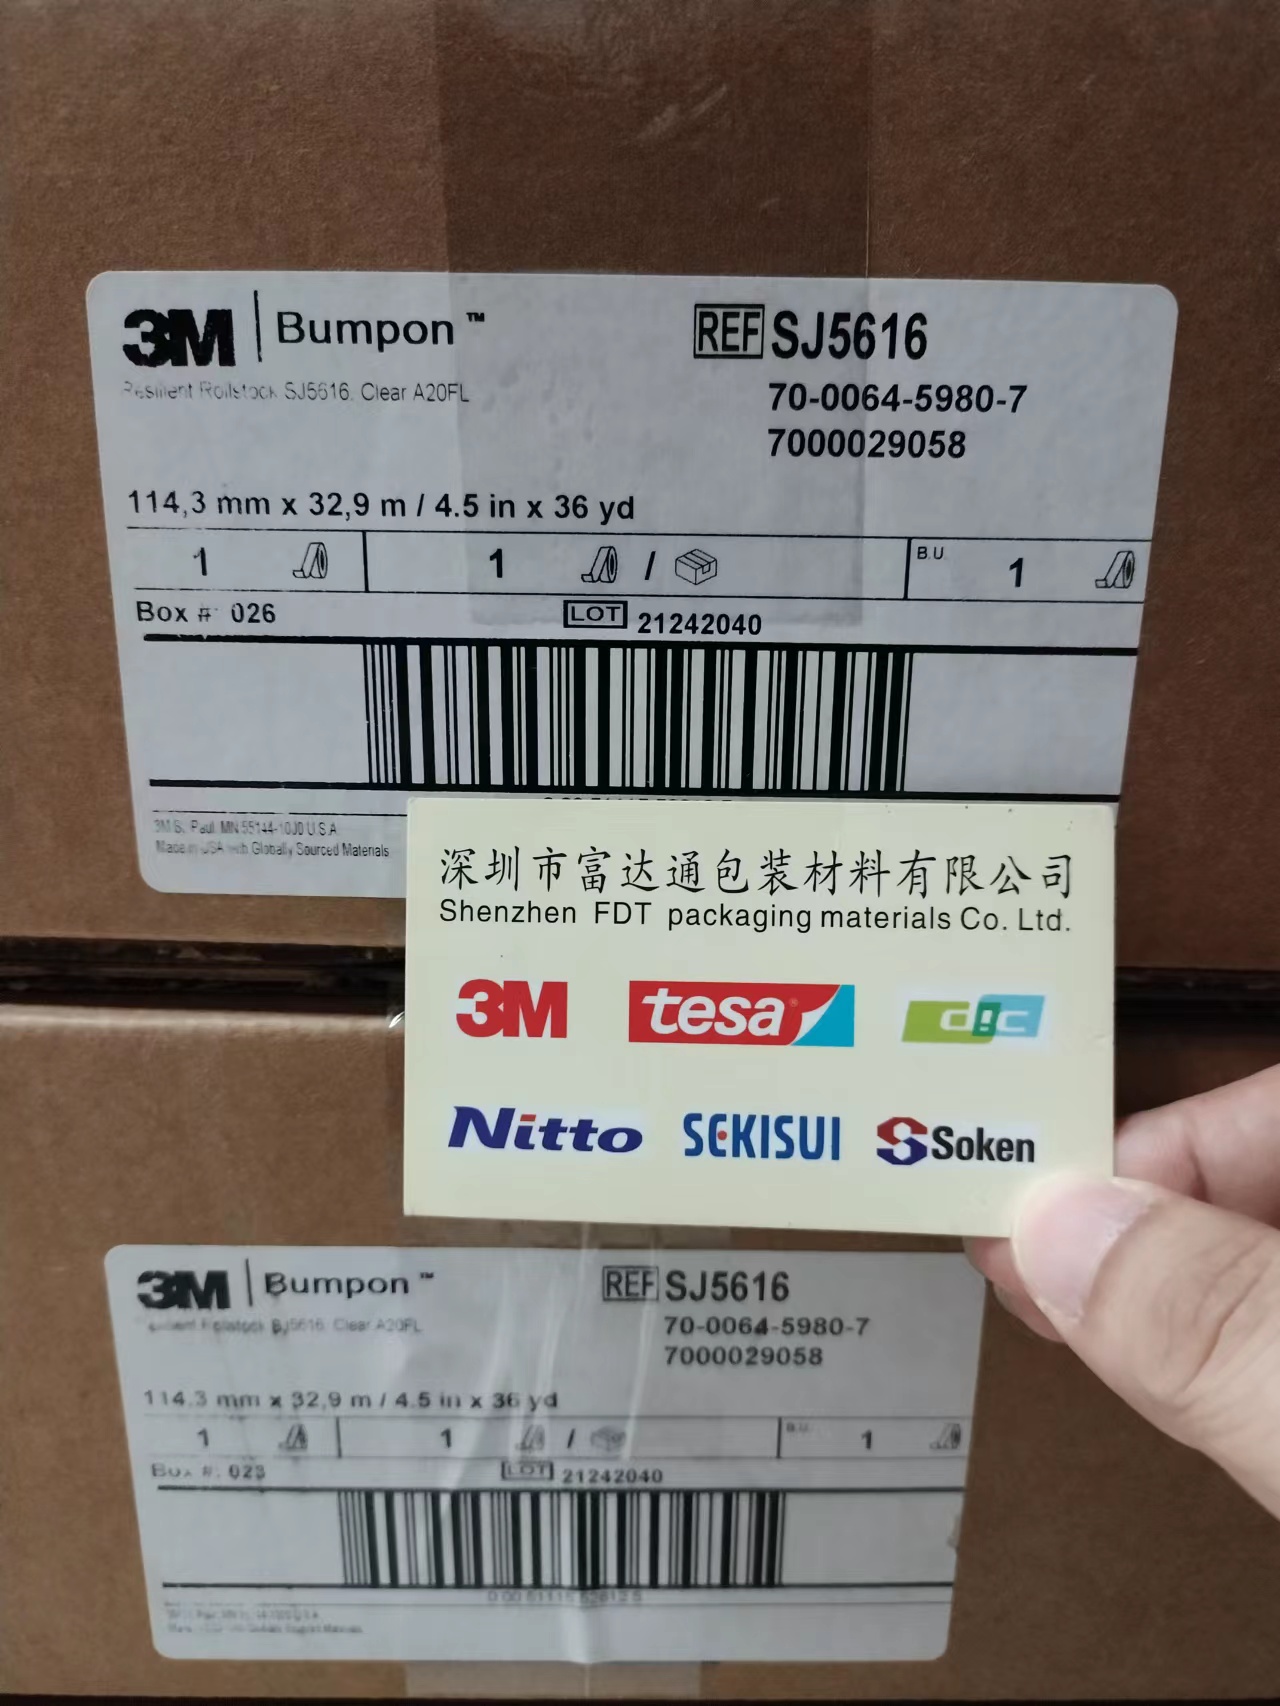 3M Bumpon™
REF SJ5616
Resilient Rollstock SJ5616, Clear A20FL
70-0064-5980-7
7000029058
114,3 mm x 32,9 m / 4.5 in x 36 yd
1 1 / B.U. 1
Box #: 026 LOT 21242040
3M St. Paul, MN 55144-1000 U.S.A
Made in USA with Globally Sourced Materials
深圳市富达通包装材料有限公司
Shenzhen FDT packaging materials Co. Ltd.
3M tesa® dic
Nitto SEKISUI Soken
3M Bumpon™
REF SJ5616
SJ5616, Clear A20FL
70-0064-5980-7
7000029058
114,3 mm x 32,9 m / 4.5 in x 36 yd
1 1 / B.U. 1
Box #: 023 LOT 21242040